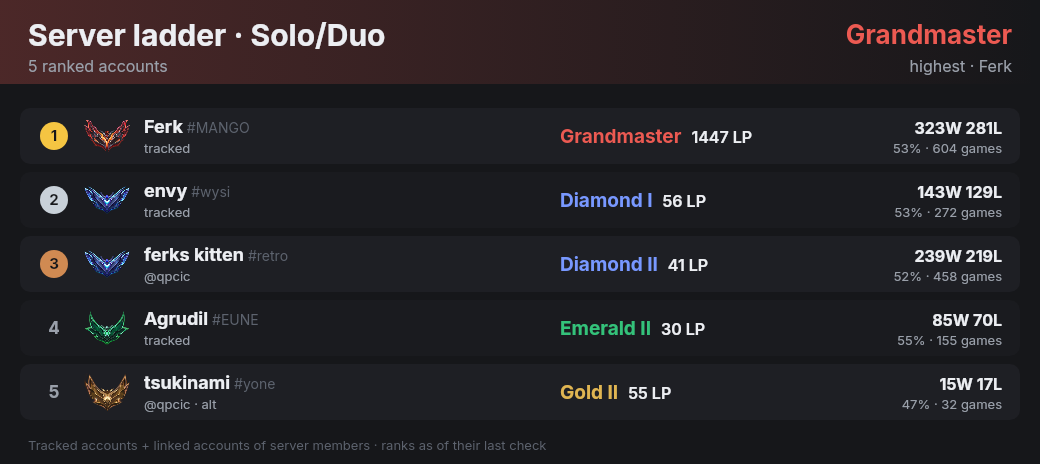 Server ladder · Solo/Duo
Grandmaster
5 ranked accounts
highest · Ferk
1
Ferk #MANGO
tracked
Grandmaster 1447 LP
323W 281L
53% · 604 games
2
envy #wysi
tracked
Diamond I 56 LP
143W 129L
53% · 272 games
3
ferks kitten #retro
@qpcic
Diamond II 41 LP
239W 219L
52% · 458 games
4
Agrudil #EUNE
tracked
Emerald II 30 LP
85W 70L
55% · 155 games
5
tsukinami #yone
@qpcic · alt
Gold II 55 LP
15W 17L
47% · 32 games
Tracked accounts + linked accounts of server members · ranks as of their last check